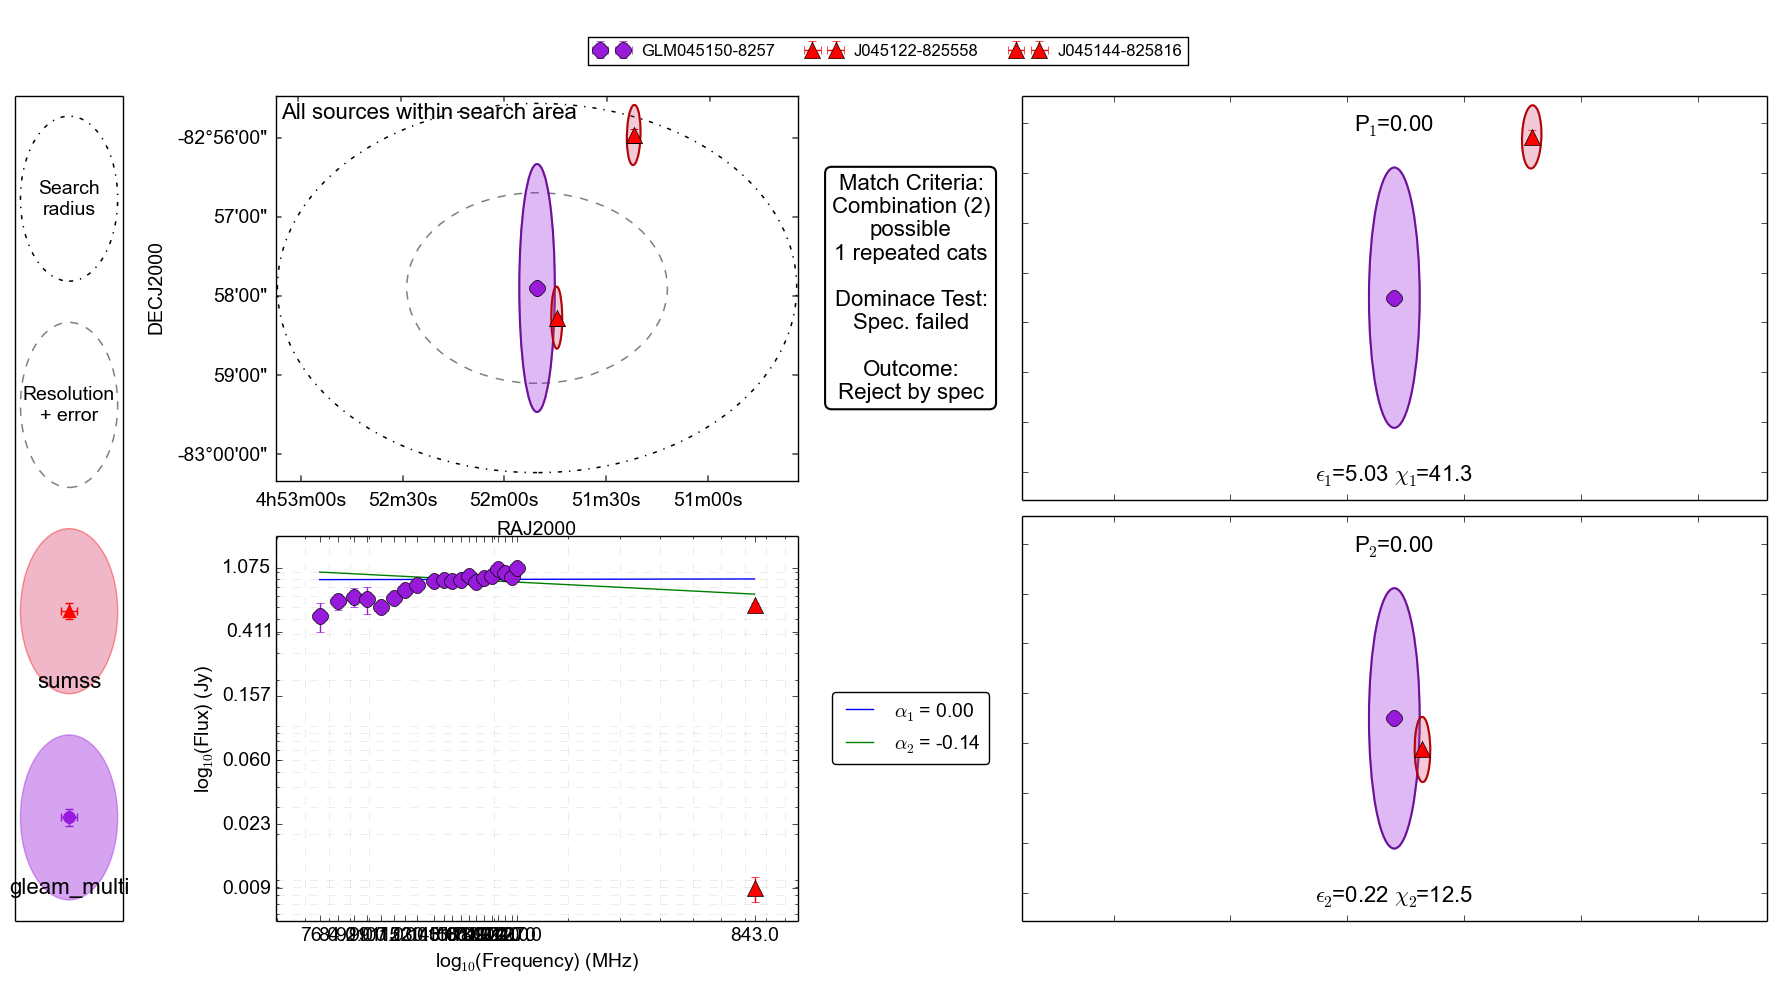 GLM045150-8257 J045122-825558 J045144-825816
All sources within search area
Search
radius
Resolution
+ error
sumss
gleam_multi
DECJ2000
-82°56'00"
57'00"
58'00"
59'00"
-83°00'00"
4h53m00s 52m30s 52m00s 51m30s 51m00s
RAJ2000
Match Criteria:
Combination (2)
possible
1 repeated cats
Dominace Test:
Spec. failed
Outcome:
Reject by spec
P1=0.00
ϵ1=5.03 χ1=41.3
log10(Flux) (Jy)
1.075
0.411
0.157
0.060
0.023
0.009
843.0
log10(Frequency) (MHz)
α1 = 0.00
α2 = -0.14
P2=0.00
ϵ2=0.22 χ2=12.5